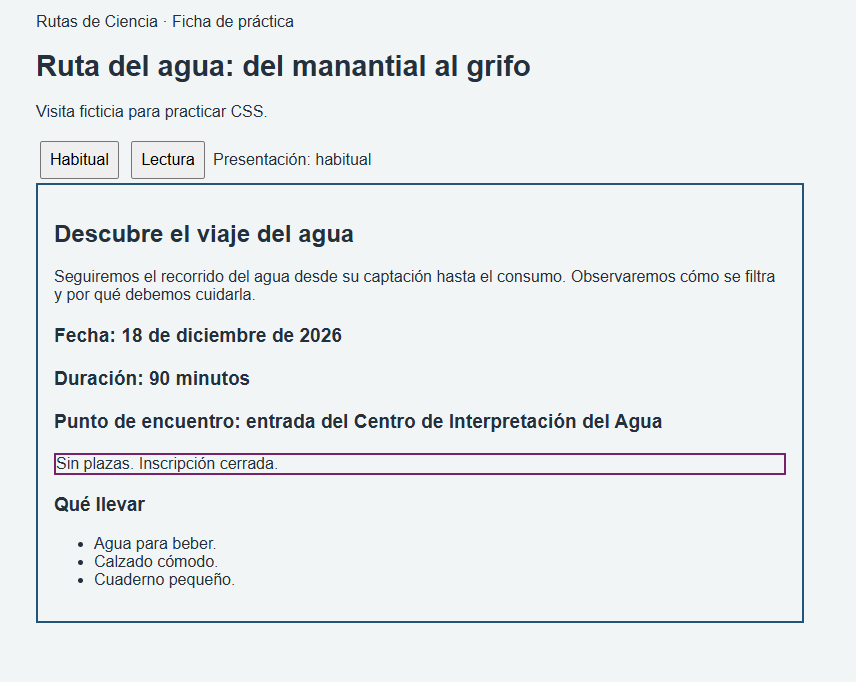 Rutas de Ciencia · Ficha de práctica
Ruta del agua: del manantial al grifo
Visita ficticia para practicar CSS.
Habitual Lectura Presentación: habitual
Descubre el viaje del agua
Seguiremos el recorrido del agua desde su captación hasta el consumo. Observaremos cómo se filtra
y por qué debemos cuidarla.
Fecha: 18 de diciembre de 2026
Duración: 90 minutos
Punto de encuentro: entrada del Centro de Interpretación del Agua
Sin plazas. Inscripción cerrada.
Qué llevar
Agua para beber.
Calzado cómodo.
Cuaderno pequeño.